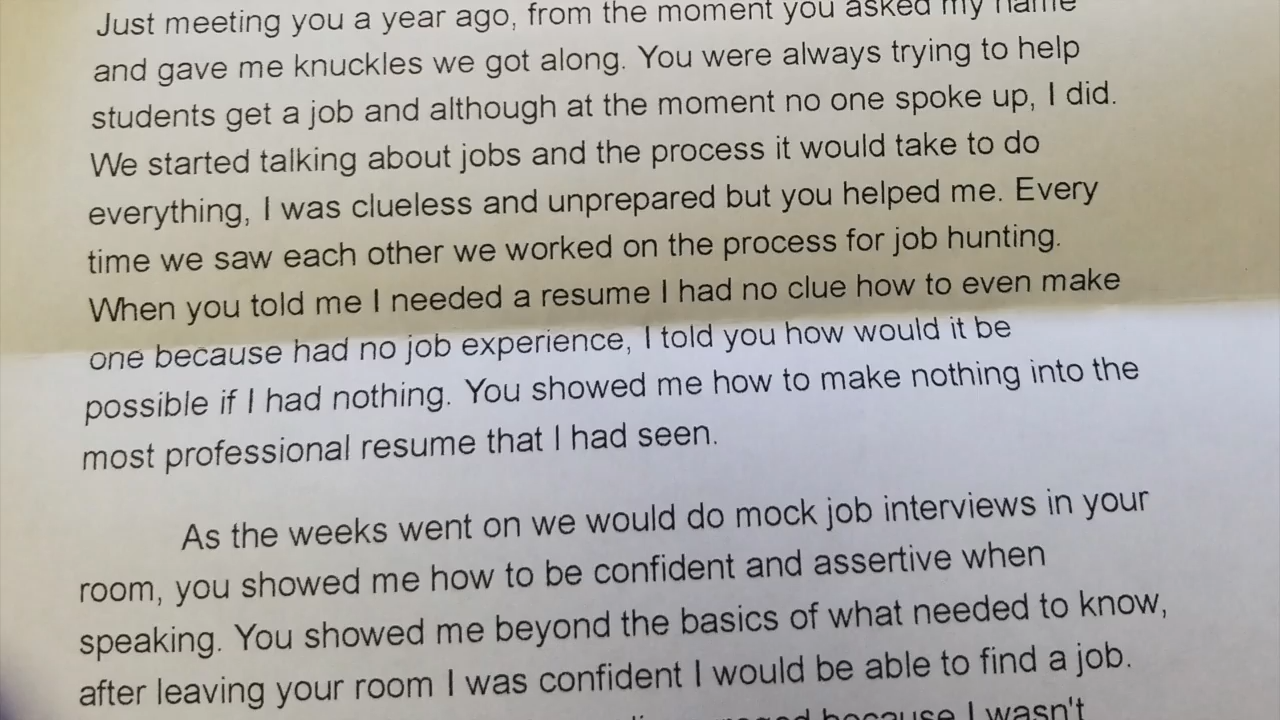 Just meeting you a year ago, from the moment you asked my name
and gave me knuckles we got along. You were always trying to help
students get a job and although at the moment no one spoke up, I did.
We started talking about jobs and the process it would take to do
everything, I was clueless and unprepared but you helped me. Every
time we saw each other we worked on the process for job hunting.
When you told me I needed a resume I had no clue how to even make
one because had no job experience, I told you how would it be
possible if I had nothing. You showed me how to make nothing into the
most professional resume that I had seen.
As the weeks went on we would do mock job interviews in your
room, you showed me how to be confident and assertive when
speaking. You showed me beyond the basics of what needed to know,
after leaving your room I was confident I would be able to find a job.
because I wasn't